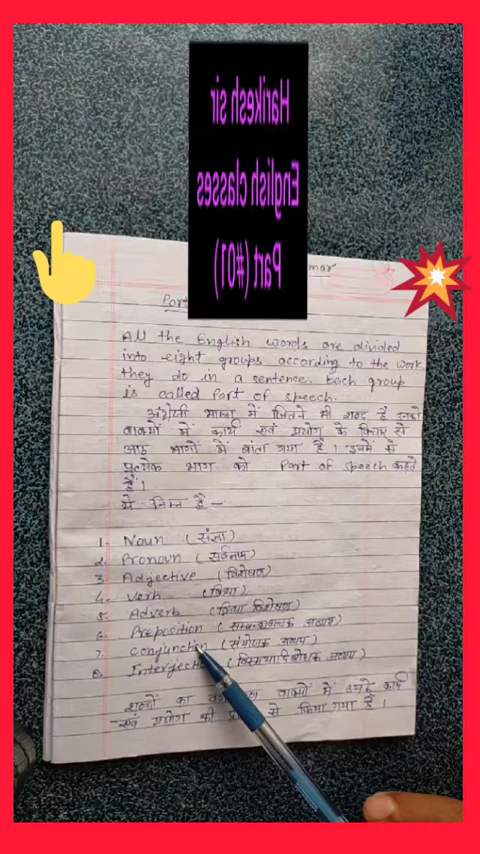 Harikesh sir
English classes
Part (#01)
mmar
Part
All the English words are divided
into eight groups according to the work
they do in a sentence. Each group
is called Part of speech.
अंग्रेजी भाषा में जितने भी शब्द हैं उनको
वाक्यों में कार्य एवं प्रयोग के विचार से
आठ भागों में बांटा गया है। इनमें से
प्रत्येक भाग को Part of speech कहते
हैं।
ये निम्न हैं -
1- Noun (संज्ञा)
2- Pronoun (सर्वनाम)
3- Adjective (विशेषण)
4- Verb (क्रिया)
5- Adverb (क्रिया विशेषण)
6- Preposition (सम्बन्धवाचक अव्यय)
7- Conjunction (संयोजक अव्यय)
8- Interjection (विस्मयादिबोधक अव्यय)
शब्दों का वाक्यों में उनके कार्य
एवं प्रयोग की से किया गया है।